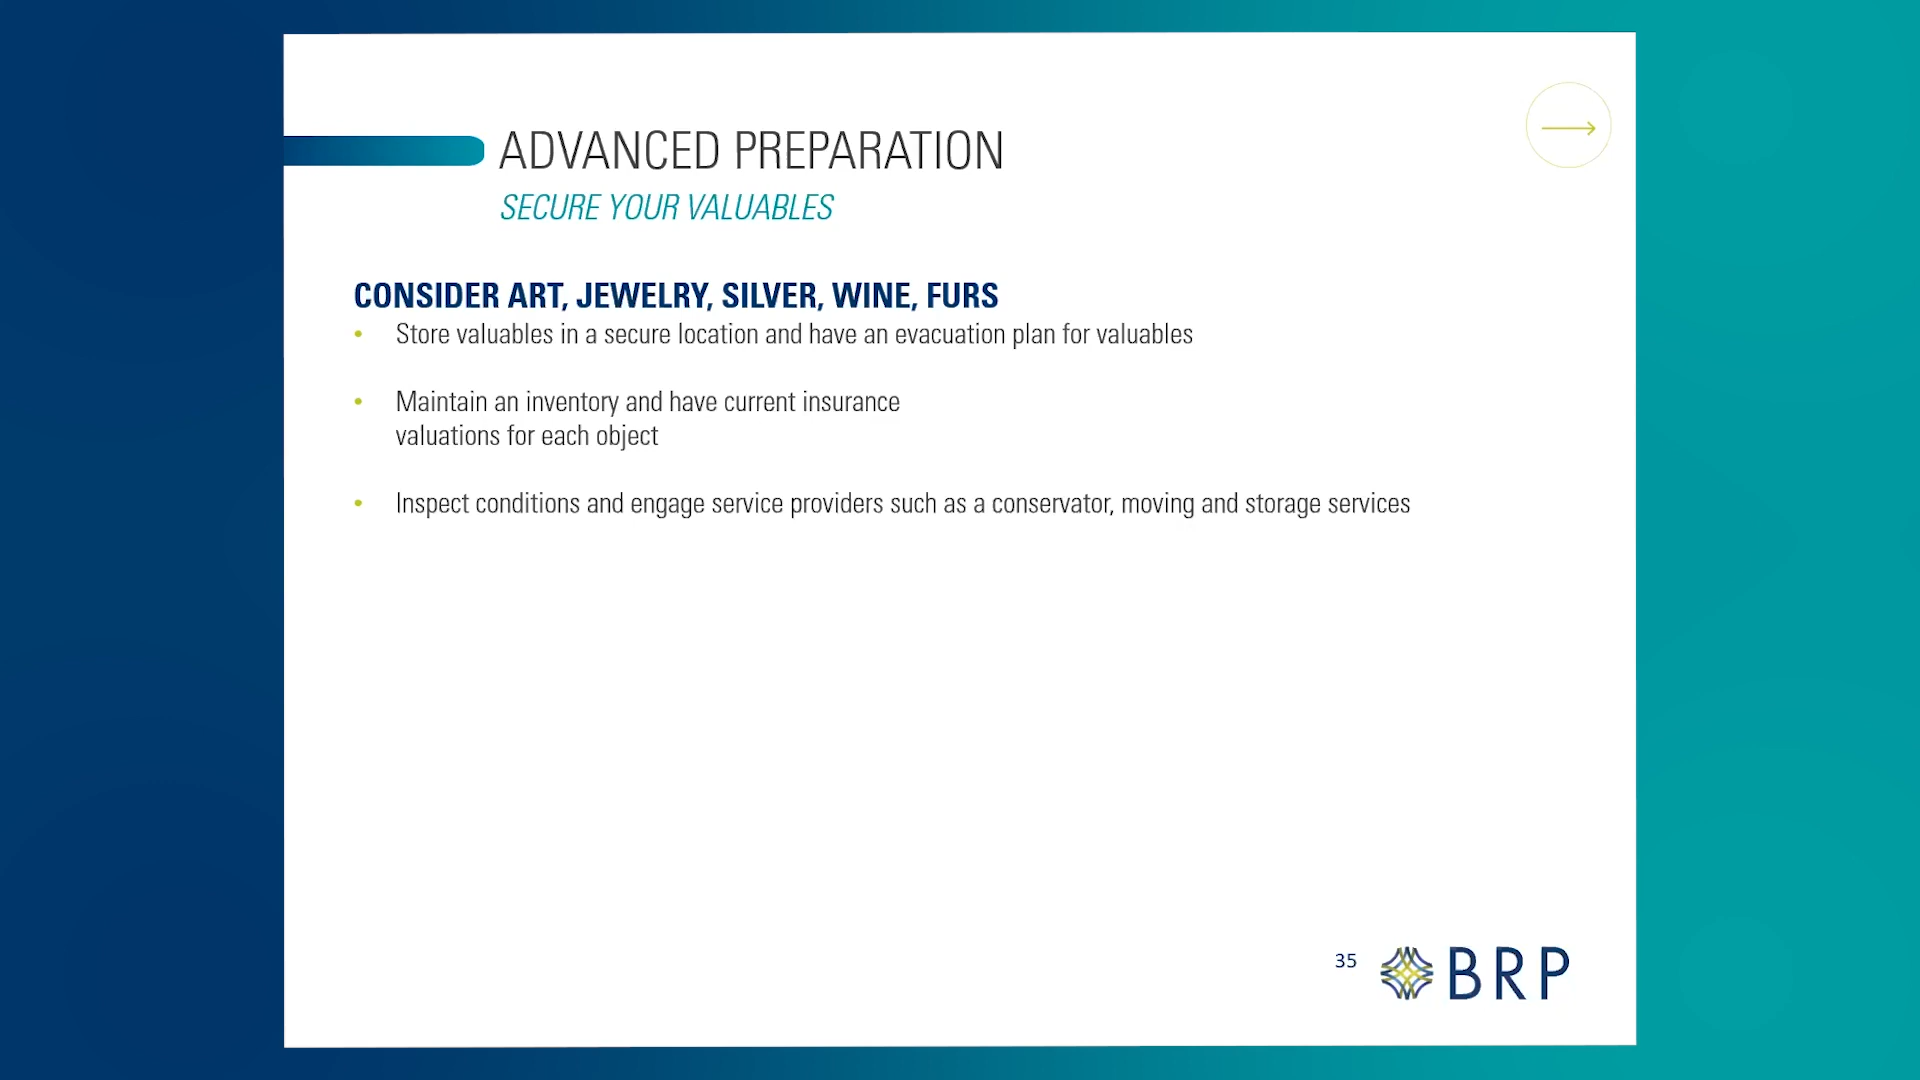 ADVANCED PREPARATION
SECURE YOUR VALUABLES
CONSIDER ART, JEWELRY, SILVER, WINE, FURS
• Store valuables in a secure location and have an evacuation plan for valuables
• Maintain an inventory and have current insurance
valuations for each object
• Inspect conditions and engage service providers such as a conservator, moving and storage services
35
BRP